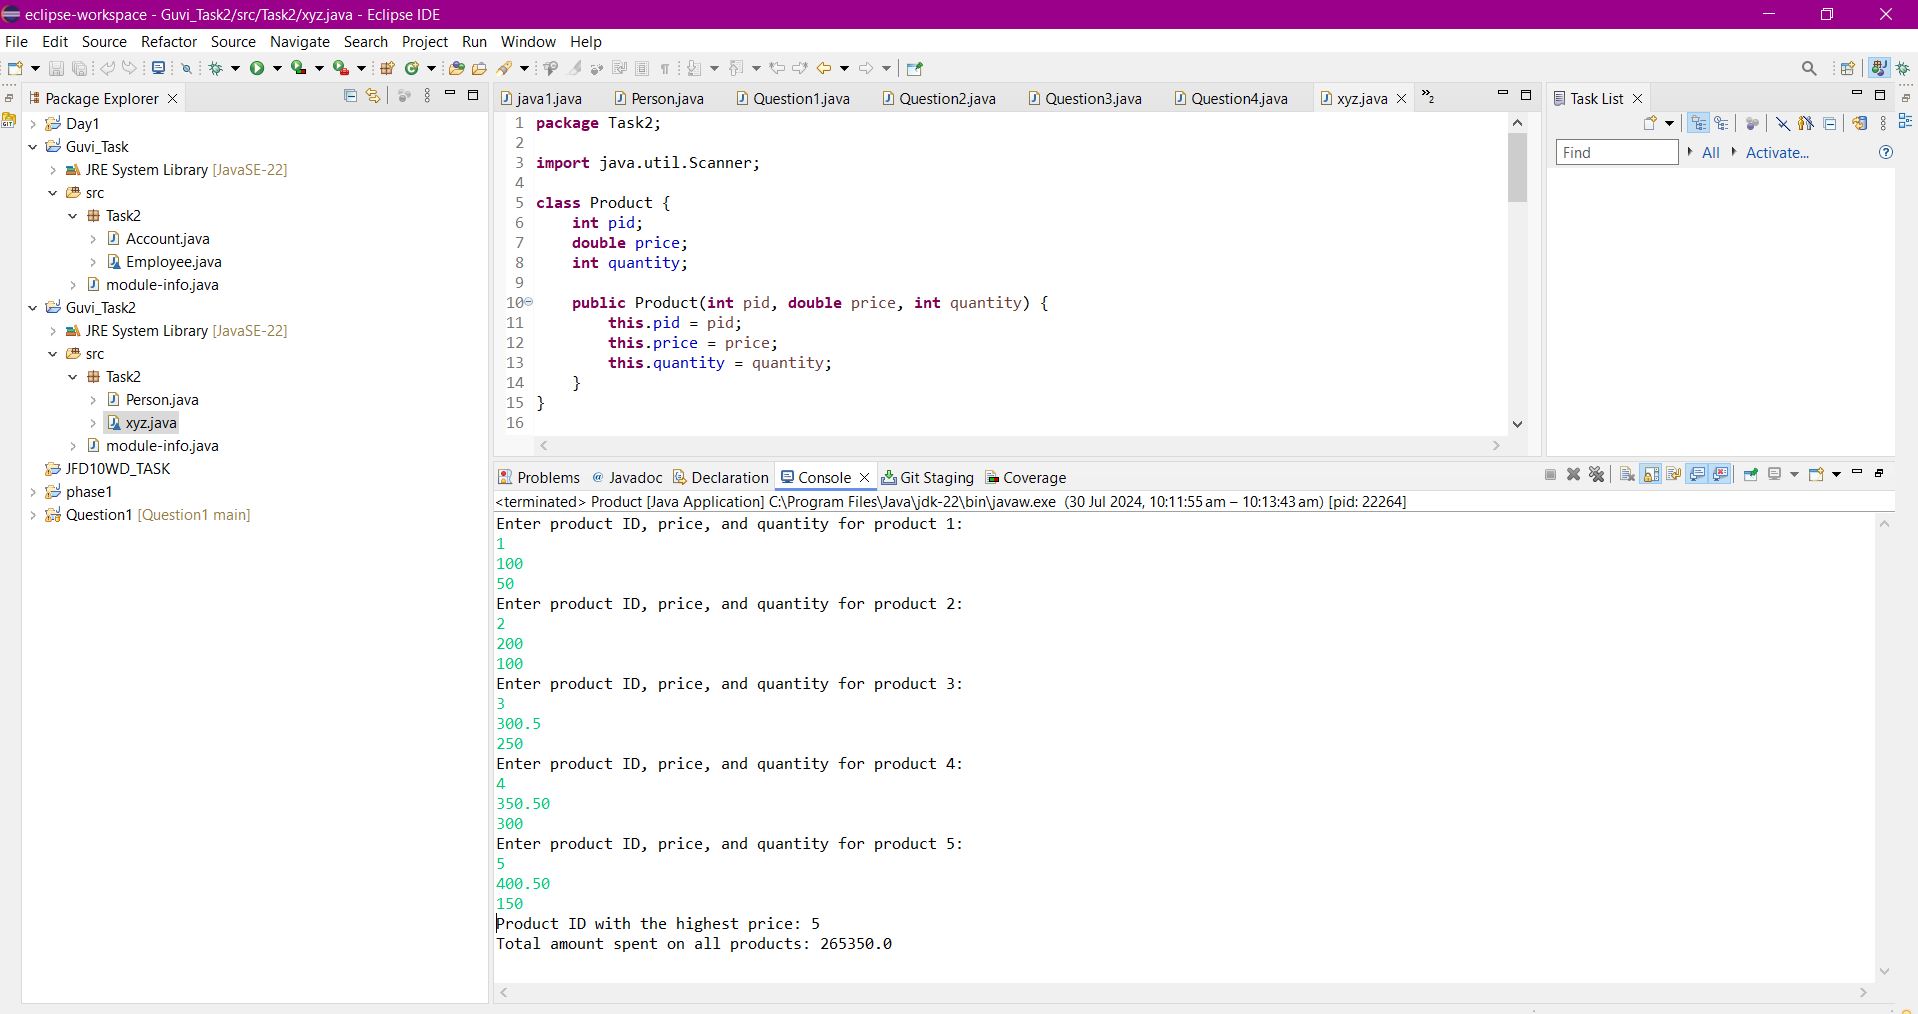 eclipse-workspace - Guvi_Task2/src/Task2/xyz.java - Eclipse IDE
File Edit Source Refactor Source Navigate Search Project Run Window Help
Package Explorer
Day1
Guvi_Task
JRE System Library [JavaSE-22]
src
Task2
Account.java
Employee.java
module-info.java
Guvi_Task2
JRE System Library [JavaSE-22]
src
Task2
Person.java
xyz.java
module-info.java
JFD10WD_TASK
phase1
Question1 [Question1 main]
java1.java Person.java Question1.java Question2.java Question3.java Question4.java xyz.java »2
1 package Task2;
2
3 import java.util.Scanner;
4
5 class Product {
6 int pid;
7 double price;
8 int quantity;
9
10 public Product(int pid, double price, int quantity) {
11 this.pid = pid;
12 this.price = price;
13 this.quantity = quantity;
14 }
15 }
16
Task List
Find All Activate...
Problems Javadoc Declaration Console Git Staging Coverage
<terminated> Product [Java Application] C:\Program Files\Java\jdk-22\bin\javaw.exe (30 Jul 2024, 10:11:55 am – 10:13:43 am) [pid: 22264]
Enter product ID, price, and quantity for product 1:
1
100
50
Enter product ID, price, and quantity for product 2:
2
200
100
Enter product ID, price, and quantity for product 3:
3
300.5
250
Enter product ID, price, and quantity for product 4:
4
350.50
300
Enter product ID, price, and quantity for product 5:
5
400.50
150
Product ID with the highest price: 5
Total amount spent on all products: 265350.0